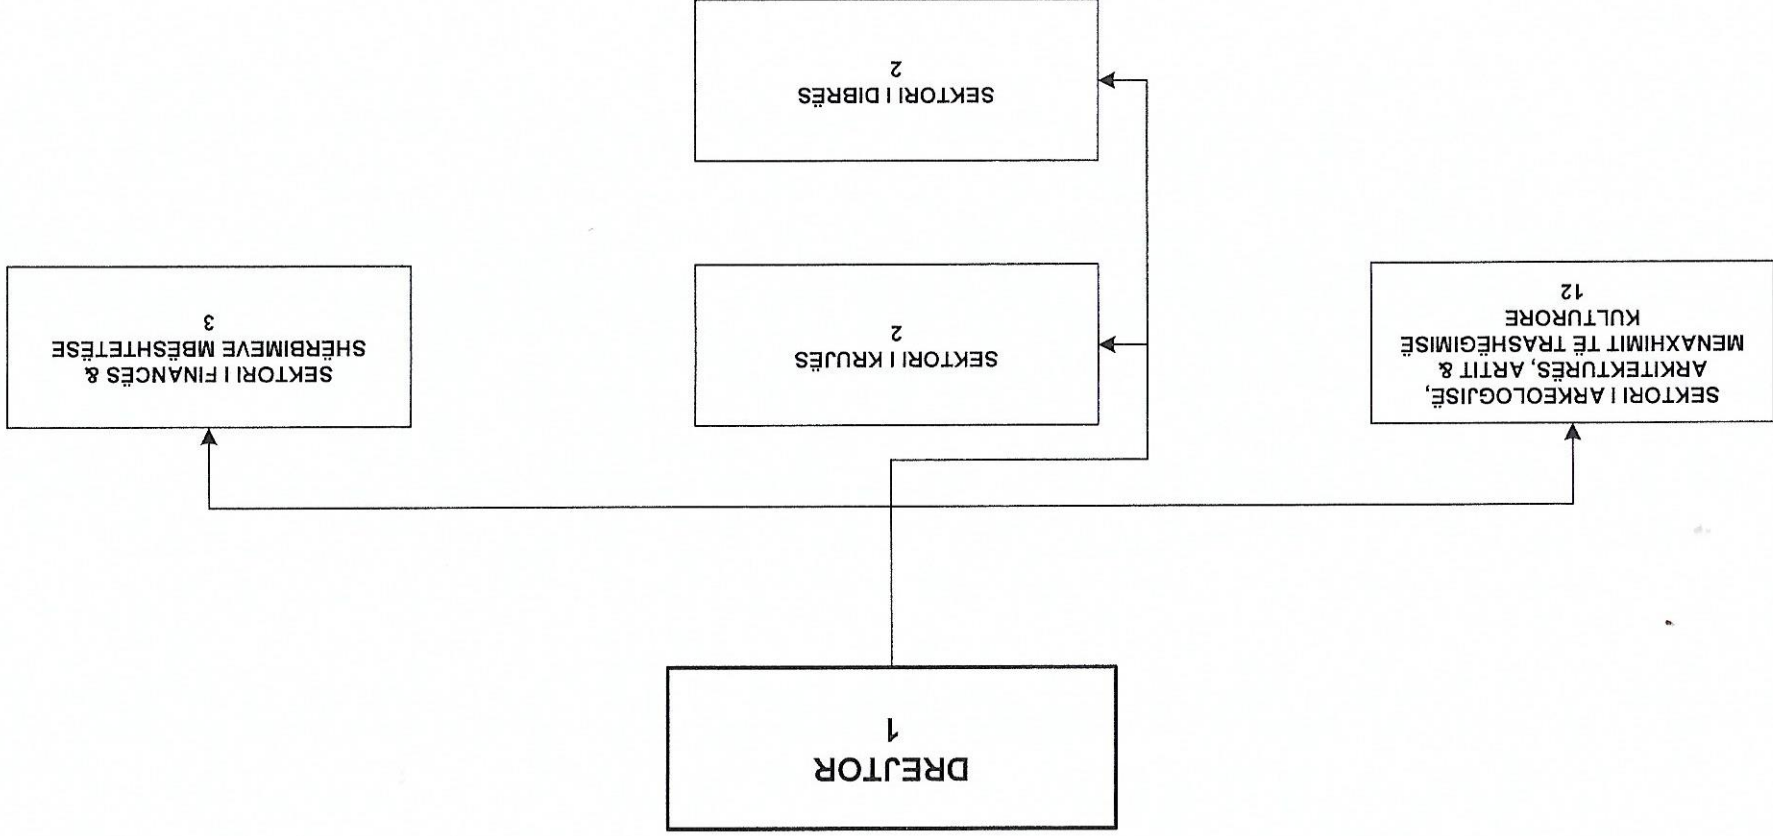 DREJTOR
1
SEKTORI I ARKEOLOGJISË,
ARKITEKTURËS, ARTIT &
MENAXHIMIT TË TRASHËGIMISË
KULTURORE
12
SEKTORI I KRUJËS
2
SEKTORI I FINANCËS &
SHËRBIMEVE MBËSHTETËSE
3
SEKTORI I DIBRËS
2